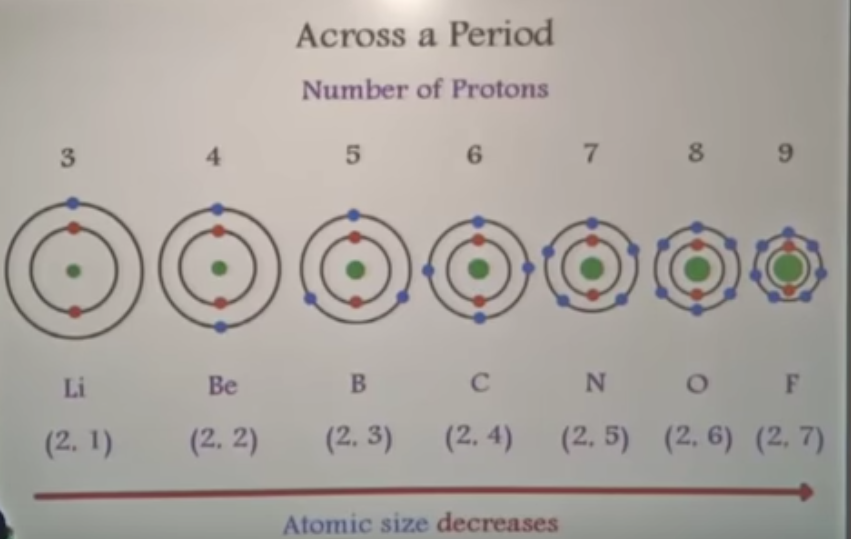 Across a Period
Number of Protons
3 4 5 6 7 8 9
Li Be B C N O F
(2, 1) (2, 2) (2, 3) (2, 4) (2, 5) (2, 6) (2, 7)
Atomic size decreases